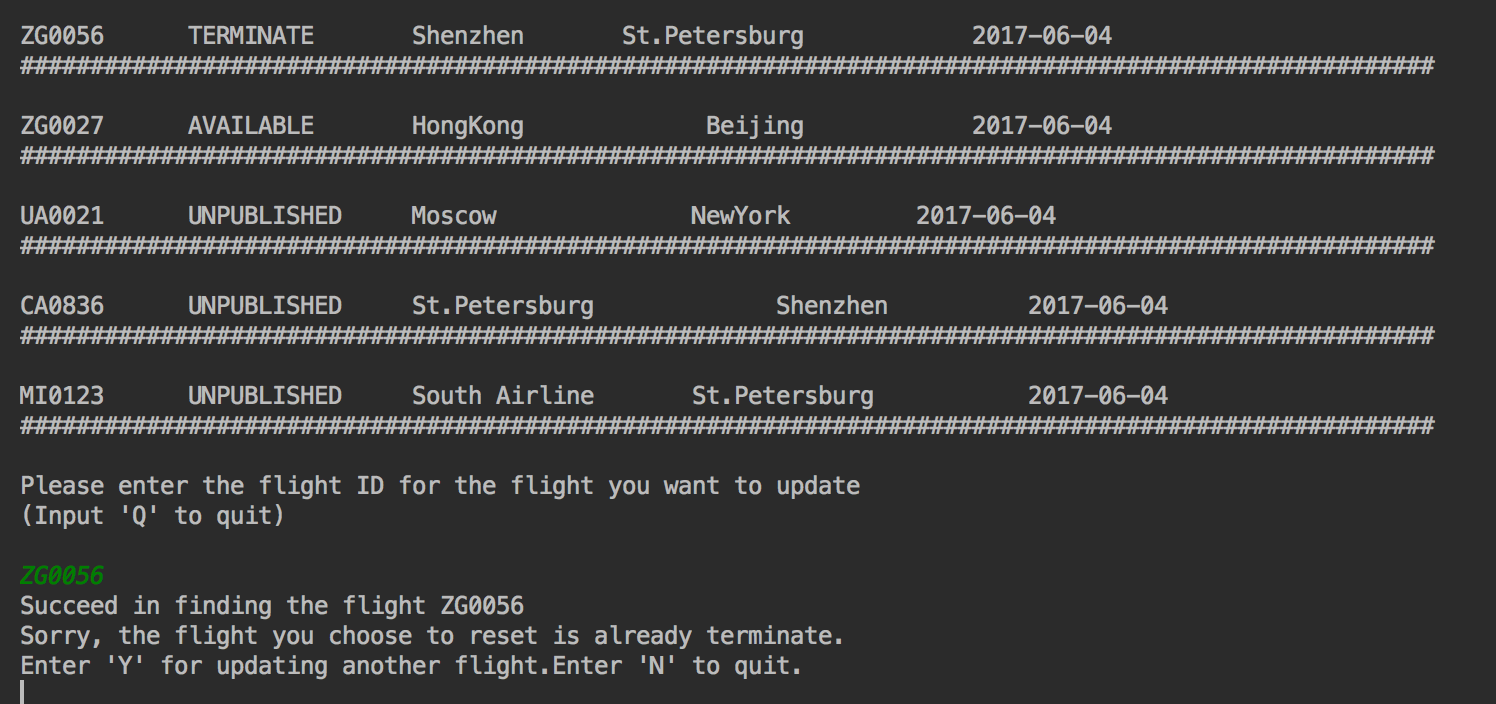 ZG0056      TERMINATE       Shenzhen       St.Petersburg            2017-06-04
#####################################################################################################
ZG0027      AVAILABLE       HongKong             Beijing            2017-06-04
#####################################################################################################
UA0021      UNPUBLISHED     Moscow              NewYork         2017-06-04
#####################################################################################################
CA0836      UNPUBLISHED     St.Petersburg             Shenzhen          2017-06-04
#####################################################################################################
MI0123      UNPUBLISHED     South Airline       St.Petersburg           2017-06-04
#####################################################################################################
Please enter the flight ID for the flight you want to update
(Input 'Q' to quit)
ZG0056
Succeed in finding the flight ZG0056
Sorry, the flight you choose to reset is already terminate.
Enter 'Y' for updating another flight.Enter 'N' to quit.